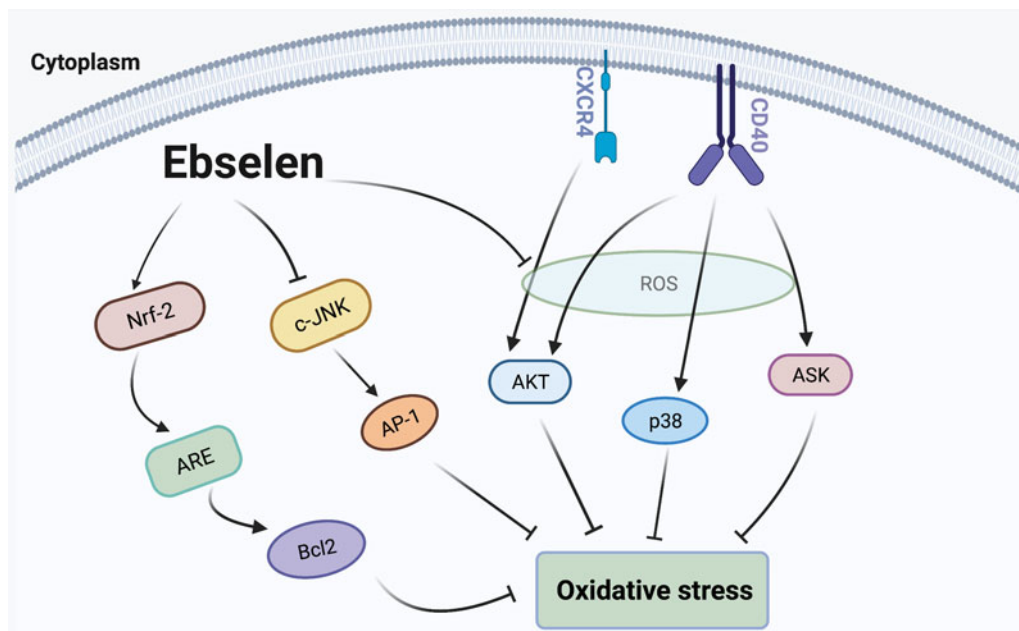 Cytoplasm
CXCR4
CD40
Ebselen
ROS
Nrf-2
c-JNK
AKT
ASK
p38
AP-1
ARE
Bcl2
Oxidative stress